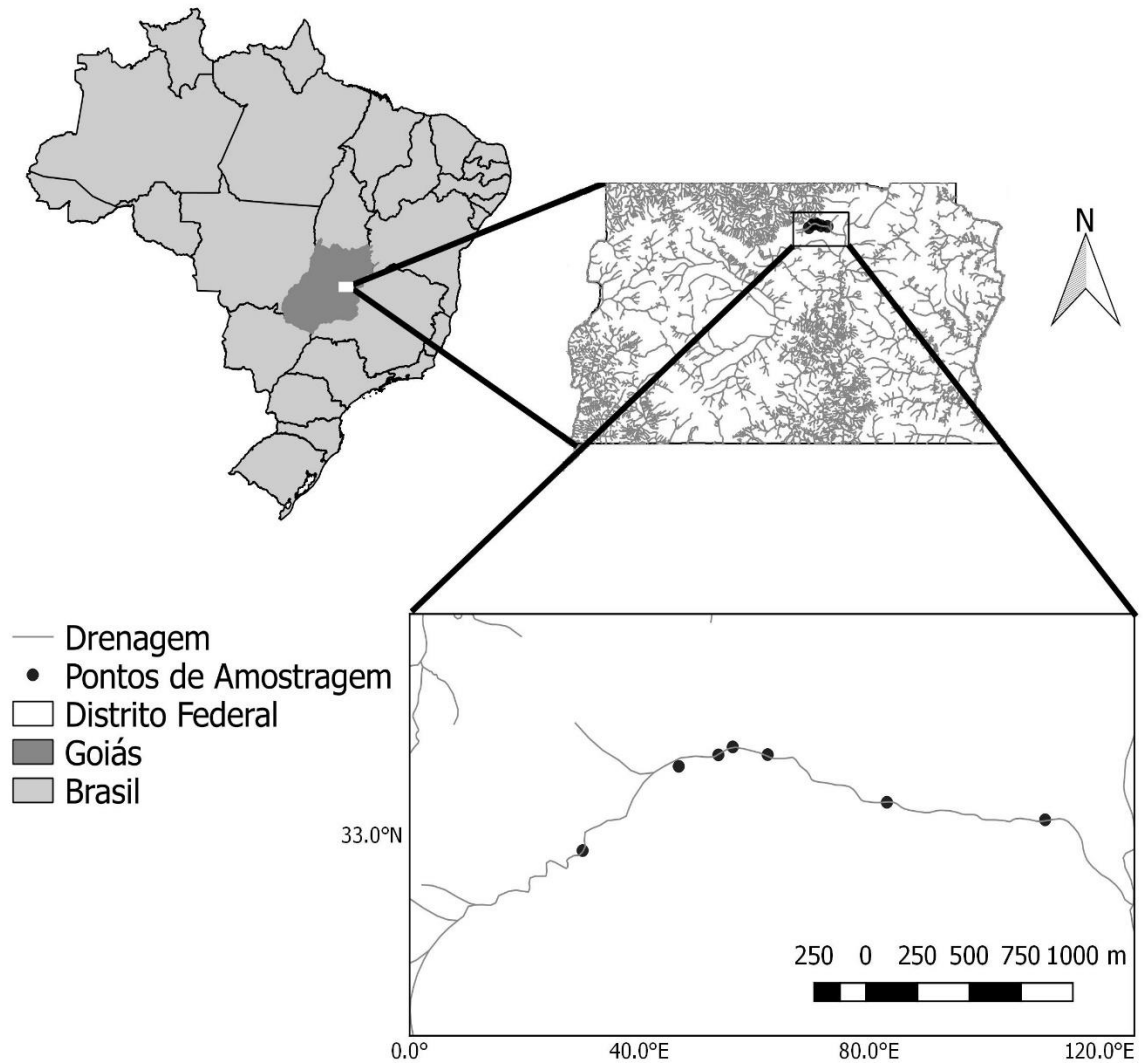 N
Drenagem
Pontos de Amostragem
Distrito Federal
Goiás
Brasil
33.0°N
250 0 250 500 750 1000 m
0.0° 40.0°E 80.0°E 120.0°E